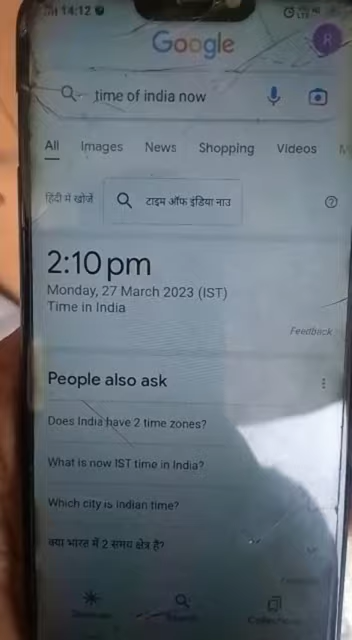 14:12
Google
R
time of india now
All Images News Shopping Videos
हिंदी में खोजें टाइम ऑफ इंडिया नाउ
2:10 pm
Monday, 27 March 2023 (IST)
Time in India
Feedback
People also ask
Does India have 2 time zones?
What is now IST time in India?
Which city is Indian time?
क्या भारत में 2 समय क्षेत्र है?